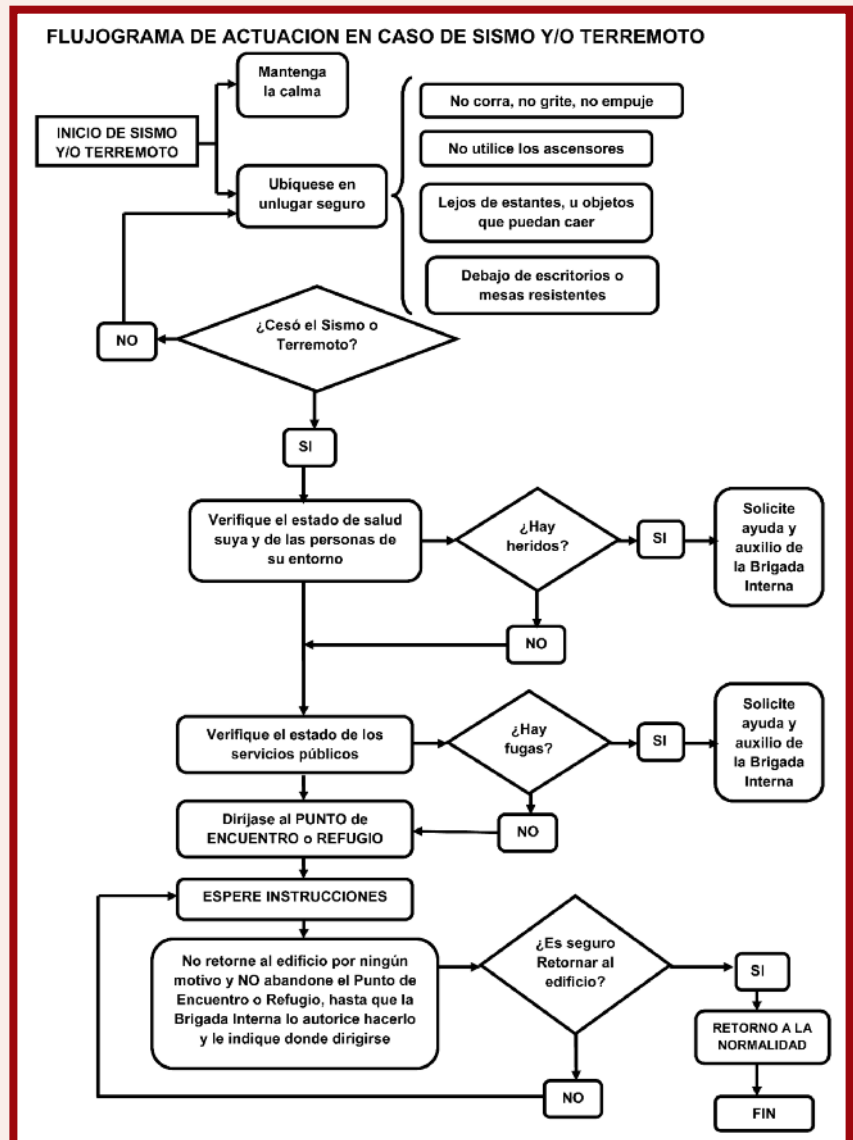 FLUJOGRAMA DE ACTUACION EN CASO DE SISMO Y/O TERREMOTO
Mantenga
la calma
INICIO DE SISMO
Y/O TERREMOTO
Ubíquese en
unlugar seguro
No corra, no grite, no empuje
No utilice los ascensores
Lejos de estantes, u objetos
que puedan caer
Debajo de escritorios o
mesas resistentes
¿Cesó el Sismo o
Terremoto?
NO
SI
Verifique el estado de salud
suya y de las personas de
su entorno
¿Hay
heridos?
SI
Solicite
ayuda y
auxilio de
la Brigada
Interna
NO
Verifique el estado de los
servicios públicos
¿Hay
fugas?
SI
Solicite
ayuda y
auxilio de
la Brigada
Interna
NO
Diríjase al PUNTO de
ENCUENTRO o REFUGIO
ESPERE INSTRUCCIONES
No retorne al edificio por ningún
motivo y NO abandone el Punto de
Encuentro o Refugio, hasta que la
Brigada Interna lo autorice hacerlo
y le indique donde dirigirse
¿Es seguro
Retornar al
edificio?
SI
RETORNO A LA
NORMALIDAD
NO
FIN